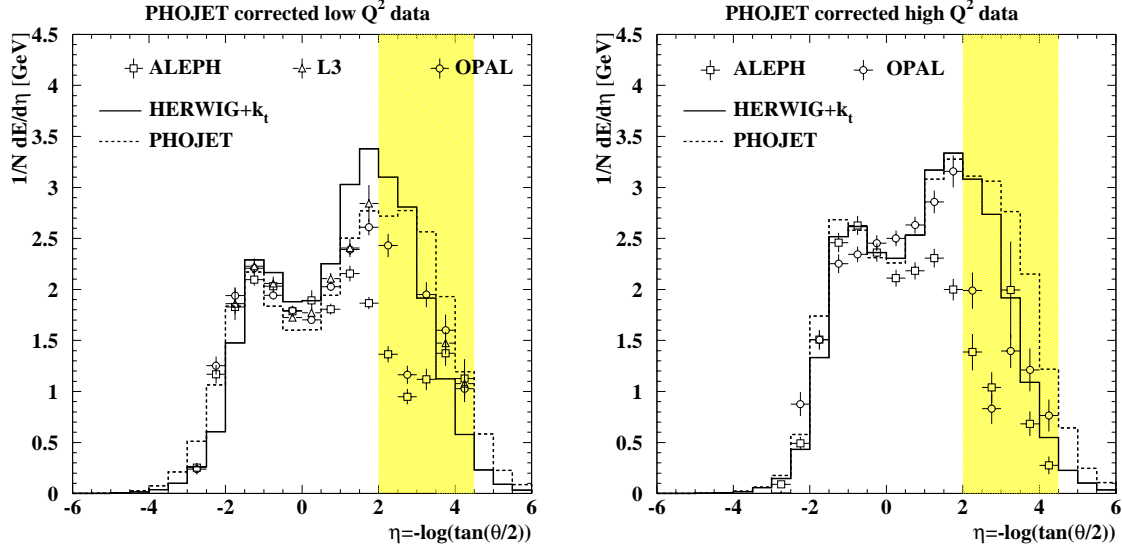 PHOJET corrected low Q² data
1/N dE/dη [GeV]
4.5
4
3.5
3
2.5
2
1.5
1
0.5
0
ALEPH L3 OPAL
HERWIG+kₜ
PHOJET
-6 -4 -2 0 2 4 6
η=-log(tan(θ/2))
PHOJET corrected high Q² data
1/N dE/dη [GeV]
4.5
4
3.5
3
2.5
2
1.5
1
0.5
0
ALEPH OPAL
HERWIG+kₜ
PHOJET
-6 -4 -2 0 2 4 6
η=-log(tan(θ/2))